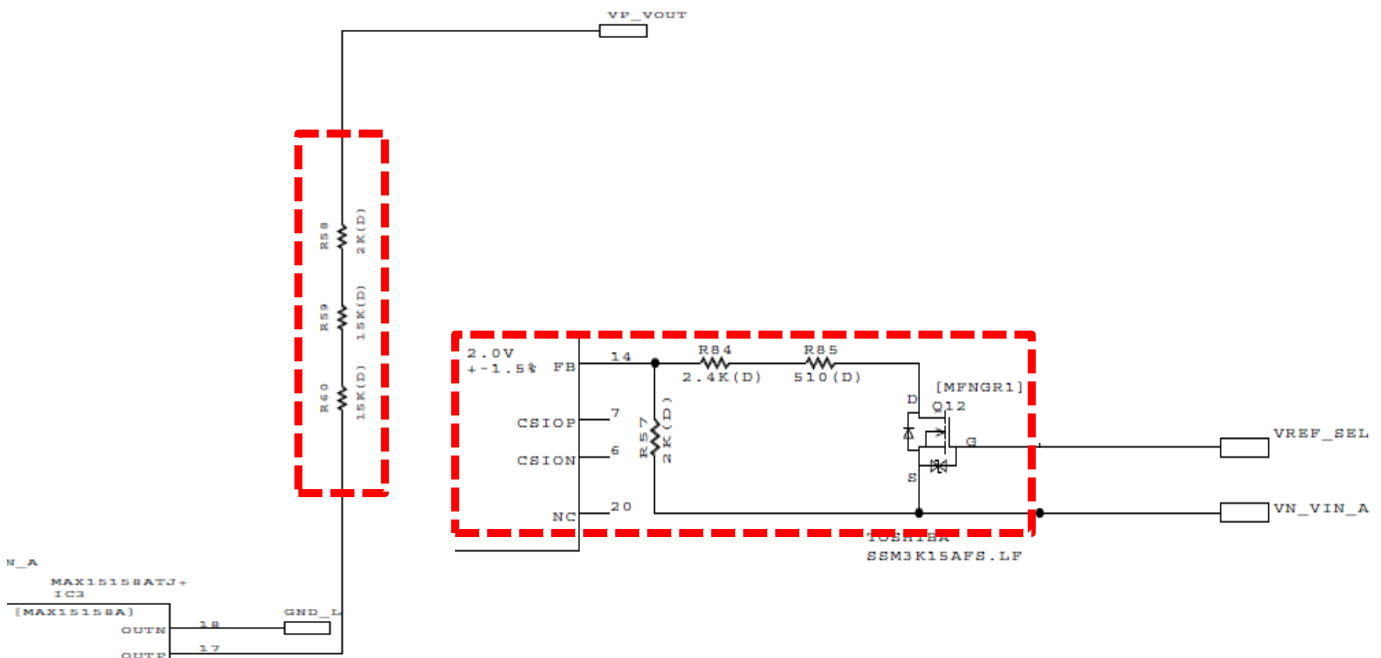 VP_VOUT
R58
2K(D)
R59
15K(D)
R60
15K(D)
2.0V
+-1.5%
FB
14
R84
2.4K(D)
R85
510(D)
[MFNGR1]
D
Q12
CSIOP
7
R57
2K(D)
G
VREF_SEL
CSION
6
S
NC
20
VN_VIN_A
TOSHIBA
SSM3K15AFS.LF
N_A
MAX15158ATJ+
IC3
[MAX15158A]
GND_L
OUTN
18
OUTP
17